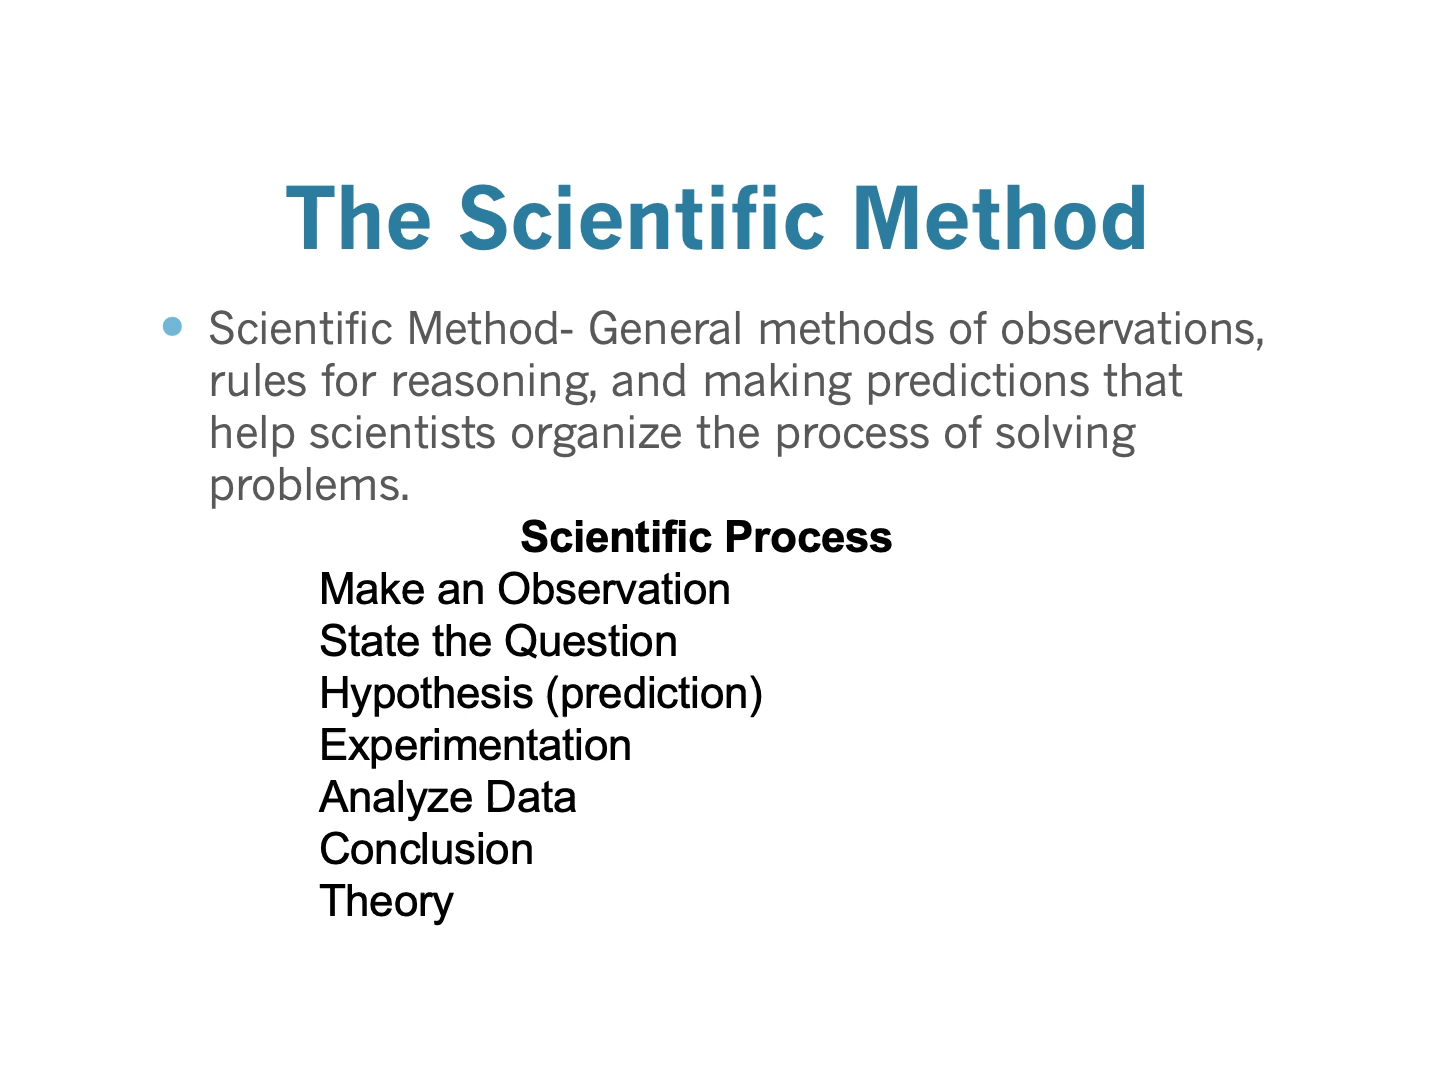 The Scientific Method
Scientific Method- General methods of observations,
rules for reasoning, and making predictions that
help scientists organize the process of solving
problems.
Scientific Process
Make an Observation
State the Question
Hypothesis (prediction)
Experimentation
Analyze Data
Conclusion
Theory